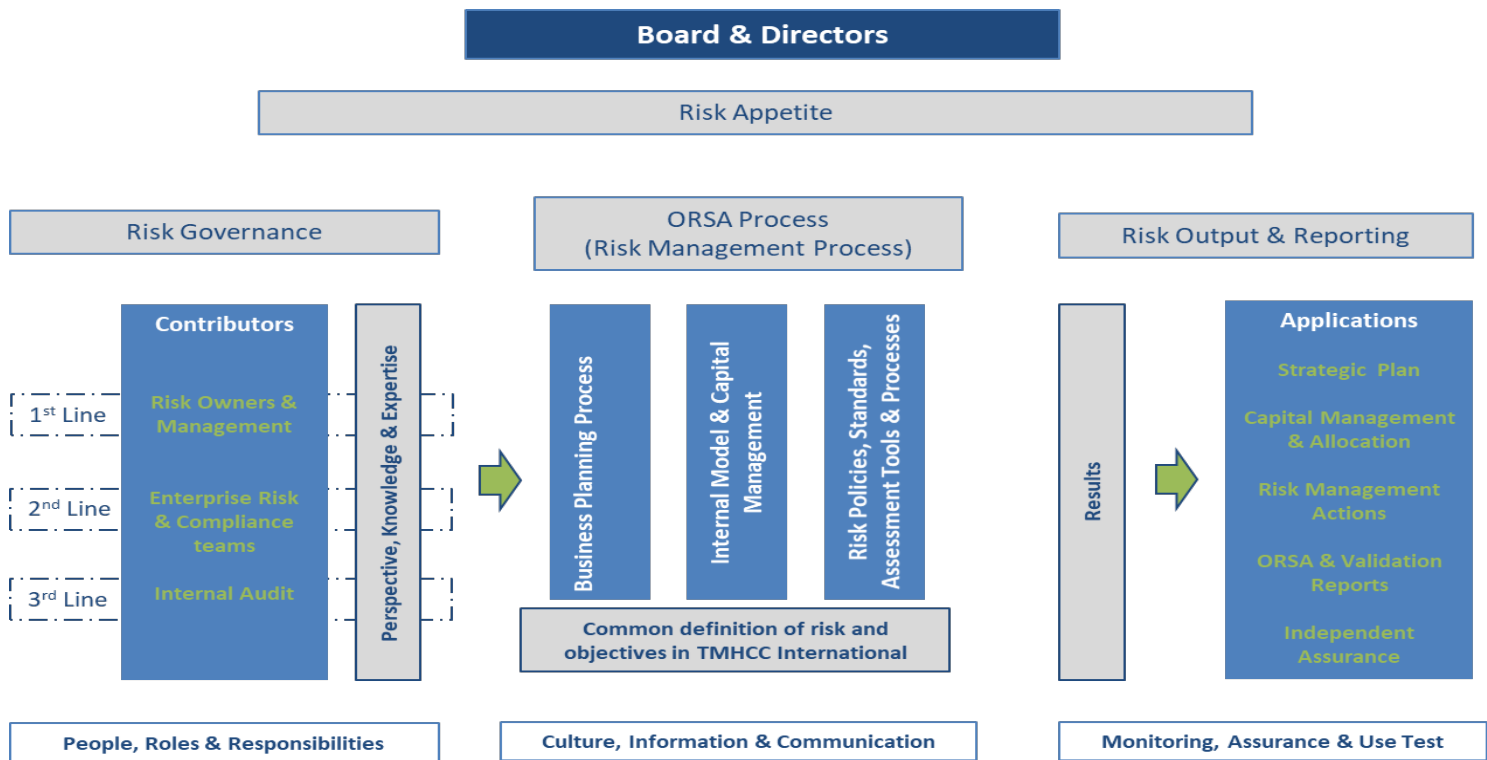 Board & Directors
Risk Appetite
Risk Governance
ORSA Process
(Risk Management Process)
Risk Output & Reporting
Contributors
1st Line
Risk Owners &
Management
2nd Line
Enterprise Risk
& Compliance
teams
3rd Line
Internal Audit
Perspective, Knowledge & Expertise
Business Planning Process
Internal Model & Capital
Management
Risk Policies, Standards,
Assessment Tools & Processes
Common definition of risk and
objectives in TMHCC International
Results
Applications
Strategic Plan
Capital Management
& Allocation
Risk Management
Actions
ORSA & Validation
Reports
Independent
Assurance
People, Roles & Responsibilities
Culture, Information & Communication
Monitoring, Assurance & Use Test